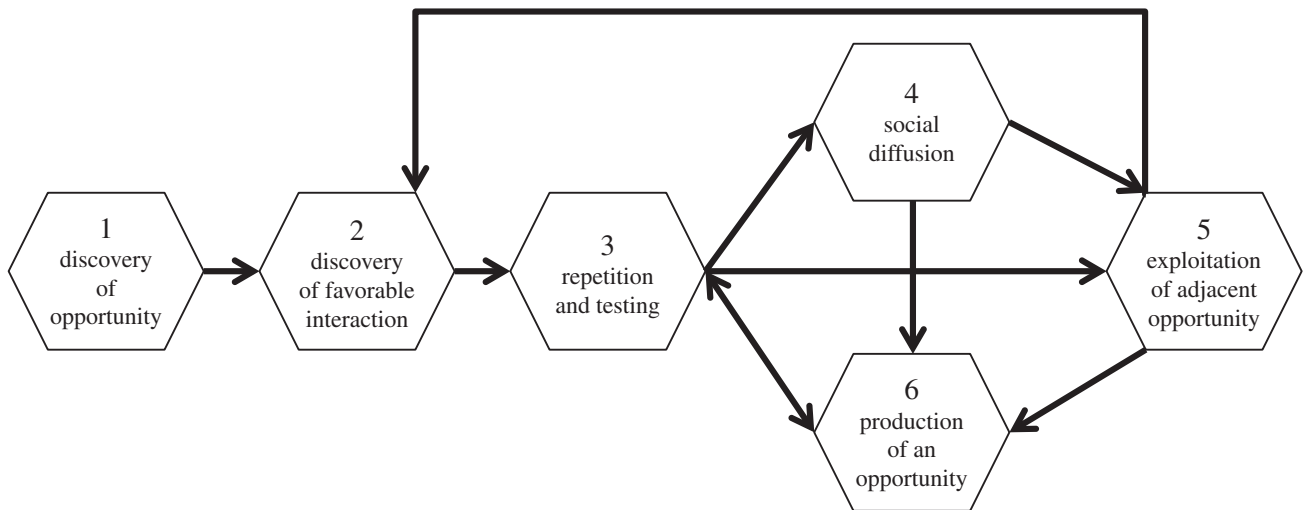 1
discovery
of
opportunity
2
discovery
of favorable
interaction
3
repetition
and testing
4
social
diffusion
5
exploitation
of adjacent
opportunity
6
production
of an
opportunity